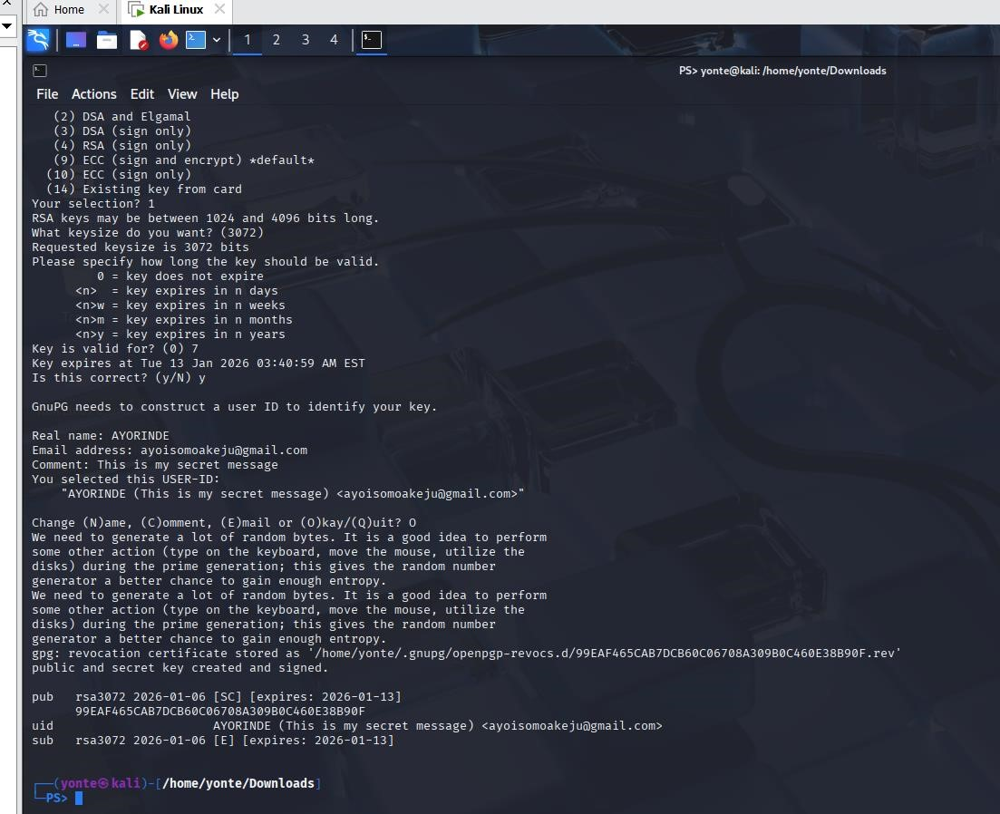 Home
Kali Linux
1 2 3 4
PS> yonte@kali: /home/yonte/Downloads
File Actions Edit View Help
(2) DSA and Elgamal
(3) DSA (sign only)
(4) RSA (sign only)
(9) ECC (sign and encrypt) *default*
(10) ECC (sign only)
(14) Existing key from card
Your selection? 1
RSA keys may be between 1024 and 4096 bits long.
What keysize do you want? (3072)
Requested keysize is 3072 bits
Please specify how long the key should be valid.
0 = key does not expire
<n> = key expires in n days
<n>w = key expires in n weeks
<n>m = key expires in n months
<n>y = key expires in n years
Key is valid for? (0) 7
Key expires at Tue 13 Jan 2026 03:40:59 AM EST
Is this correct? (y/N) y
GnuPG needs to construct a user ID to identify your key.
Real name: AYORINDE
Email address: ayoisomoakeju@gmail.com
Comment: This is my secret message
You selected this USER-ID:
"AYORINDE (This is my secret message) <ayoisomoakeju@gmail.com>"
Change (N)ame, (C)omment, (E)mail or (O)kay/(Q)uit? O
We need to generate a lot of random bytes. It is a good idea to perform
some other action (type on the keyboard, move the mouse, utilize the
disks) during the prime generation; this gives the random number
generator a better chance to gain enough entropy.
We need to generate a lot of random bytes. It is a good idea to perform
some other action (type on the keyboard, move the mouse, utilize the
disks) during the prime generation; this gives the random number
generator a better chance to gain enough entropy.
gpg: revocation certificate stored as '/home/yonte/.gnupg/openpgp-revocs.d/99EAF465CAB7DCB60C06708A309B0C460E38B90F.rev'
public and secret key created and signed.
pub rsa3072 2026-01-06 [SC] [expires: 2026-01-13]
99EAF465CAB7DCB60C06708A309B0C460E38B90F
uid AYORINDE (This is my secret message) <ayoisomoakeju@gmail.com>
sub rsa3072 2026-01-06 [E] [expires: 2026-01-13]
┌──(yonte㉿kali)-[/home/yonte/Downloads]
└─PS>